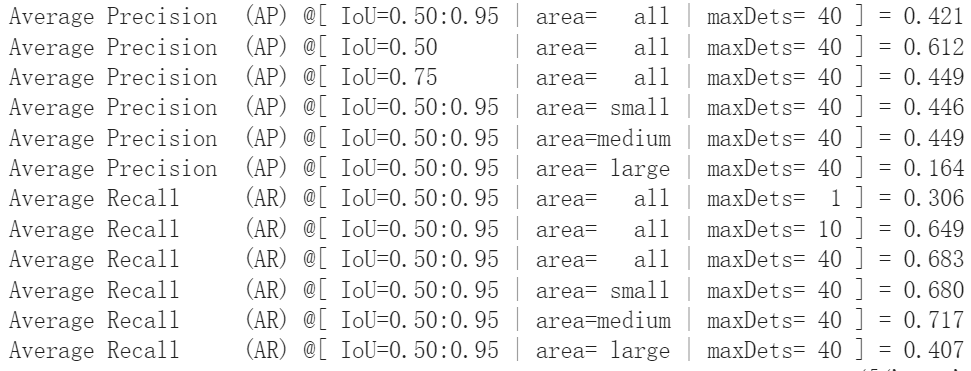 Average Precision  (AP) @[ IoU=0.50:0.95 | area=   all | maxDets= 40 ] = 0.421
Average Precision  (AP) @[ IoU=0.50      | area=   all | maxDets= 40 ] = 0.612
Average Precision  (AP) @[ IoU=0.75      | area=   all | maxDets= 40 ] = 0.449
Average Precision  (AP) @[ IoU=0.50:0.95 | area= small | maxDets= 40 ] = 0.446
Average Precision  (AP) @[ IoU=0.50:0.95 | area=medium | maxDets= 40 ] = 0.449
Average Precision  (AP) @[ IoU=0.50:0.95 | area= large | maxDets= 40 ] = 0.164
Average Recall     (AR) @[ IoU=0.50:0.95 | area=   all | maxDets=  1 ] = 0.306
Average Recall     (AR) @[ IoU=0.50:0.95 | area=   all | maxDets= 10 ] = 0.649
Average Recall     (AR) @[ IoU=0.50:0.95 | area=   all | maxDets= 40 ] = 0.683
Average Recall     (AR) @[ IoU=0.50:0.95 | area= small | maxDets= 40 ] = 0.680
Average Recall     (AR) @[ IoU=0.50:0.95 | area=medium | maxDets= 40 ] = 0.717
Average Recall     (AR) @[ IoU=0.50:0.95 | area= large | maxDets= 40 ] = 0.407